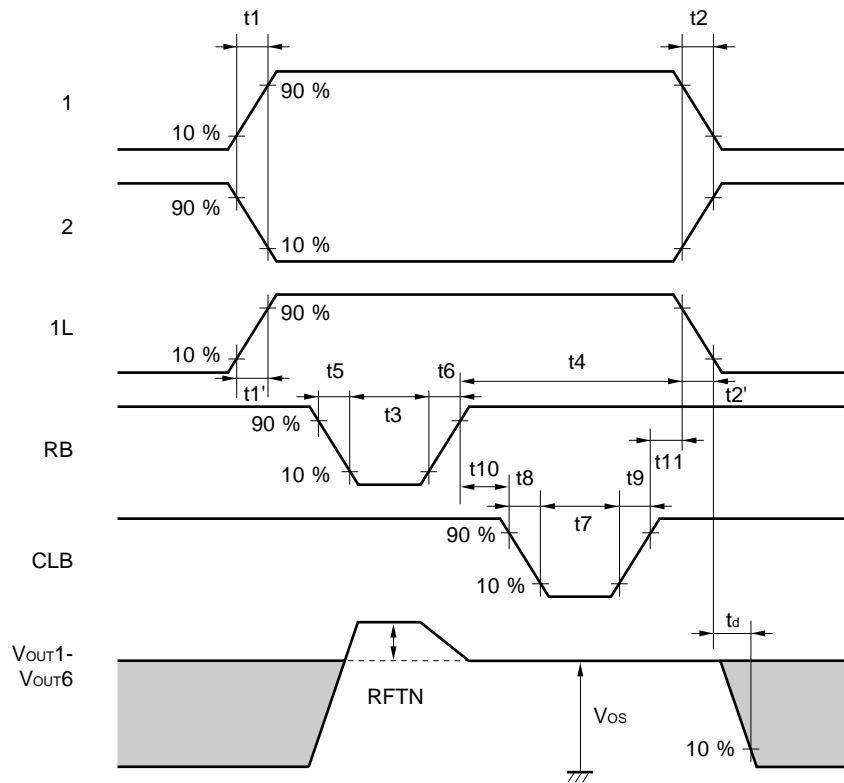 t1 t2
90 %
1
10 %
90 %
2
10 %
90 %
1L
10 %
t5 t6 t4
t1' t3 t2'
90 %
RB
t10 t8 t9 t11
10 %
t7
90 %
CLB
10 %
td
VOUT1-
VOUT6
RFTN
VOS
10 %